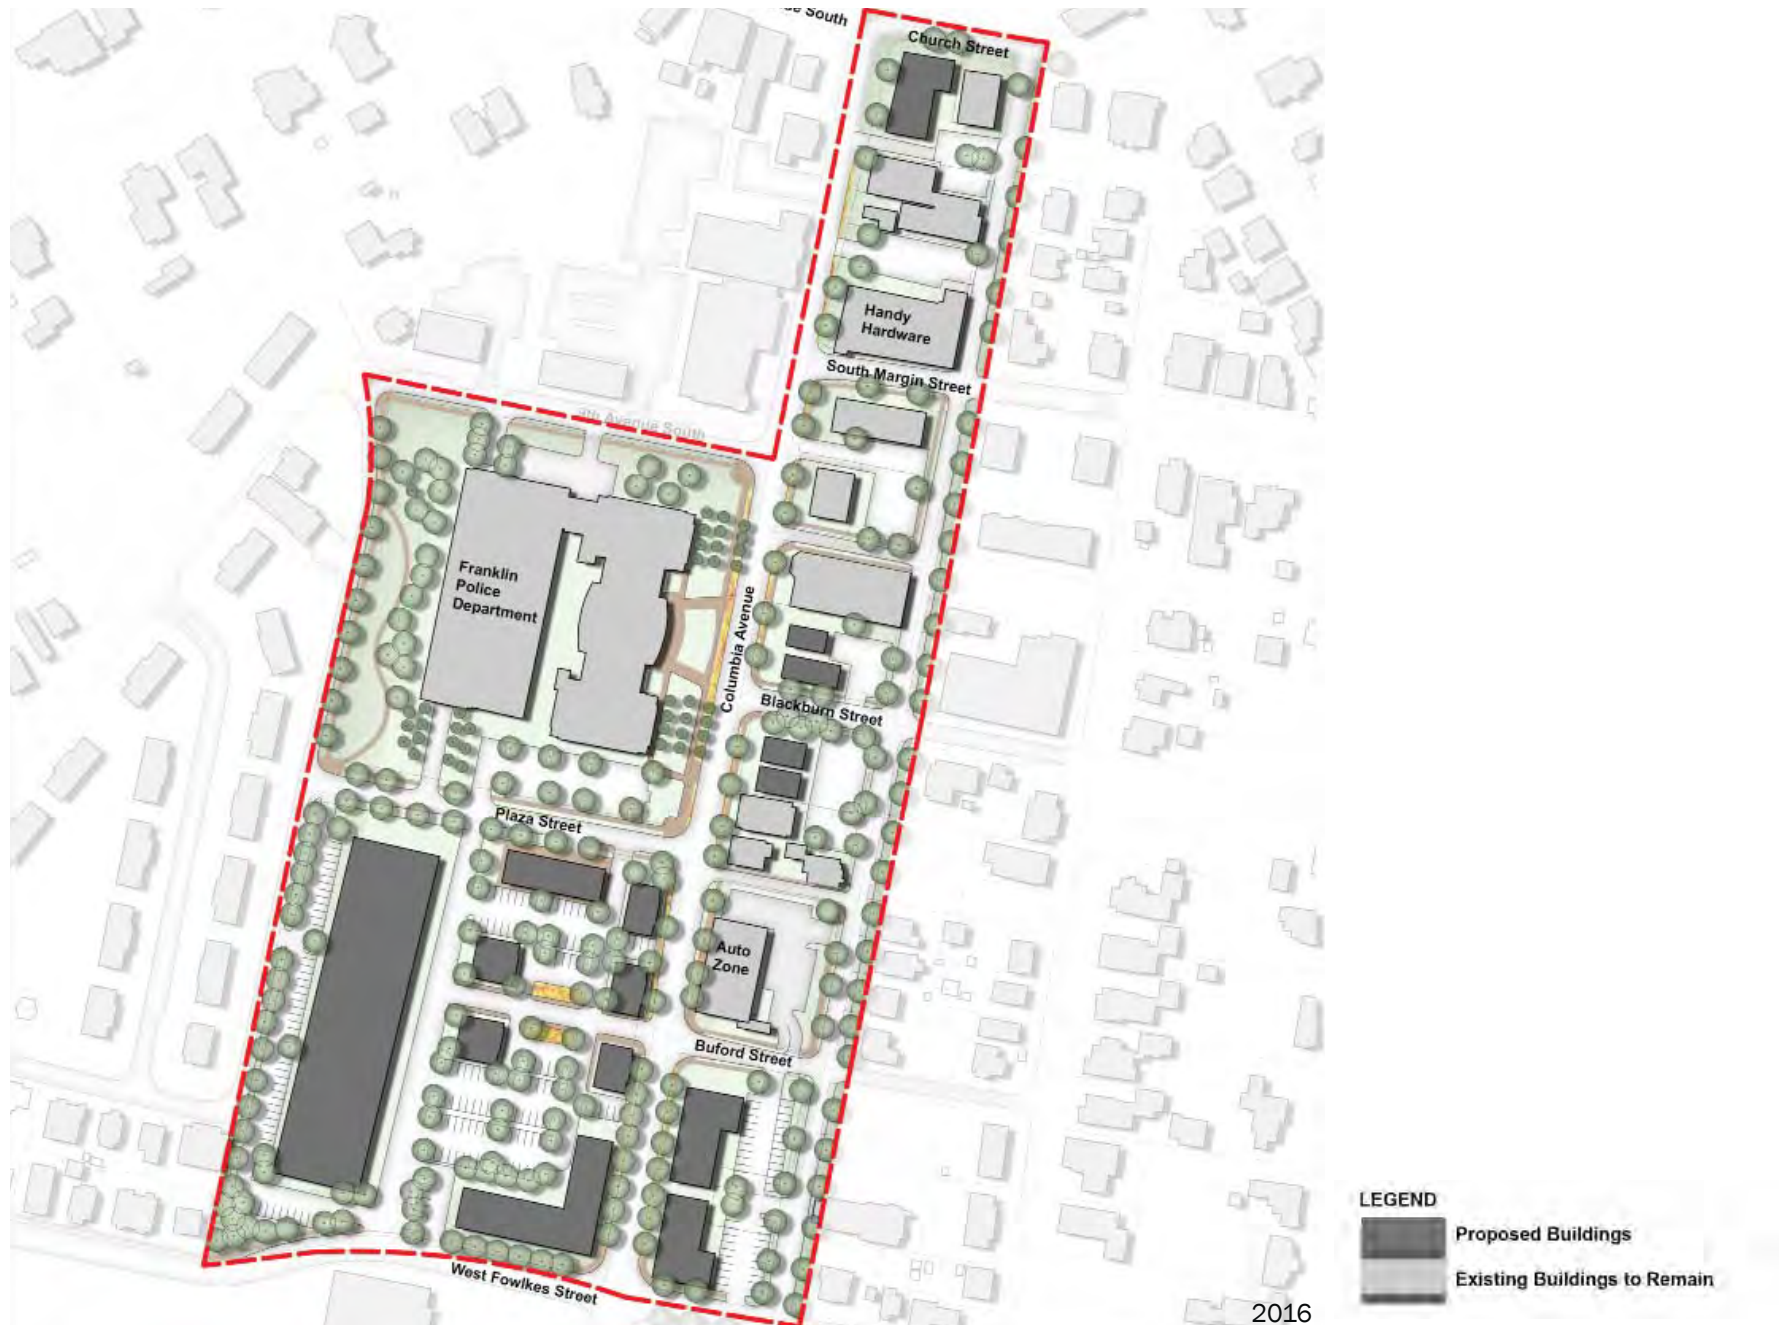 Church Street
Handy
Hardware
South Margin Street
9th Avenue South
Franklin
Police
Department
Columbia Avenue
Blackburn Street
Plaza Street
Auto
Zone
Buford Street
West Fowlkes Street
LEGEND
Proposed Buildings
Existing Buildings to Remain
2016